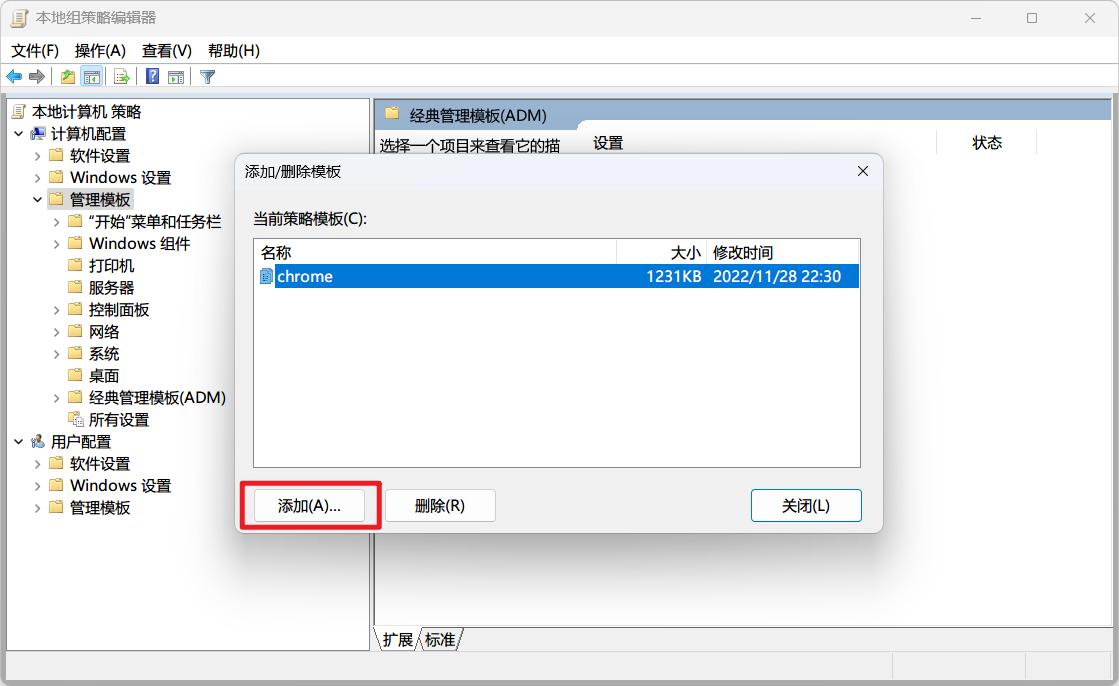 本地组策略编辑器
文件(F) 操作(A) 查看(V) 帮助(H)
本地计算机 策略
计算机配置
软件设置
Windows 设置
管理模板
“开始”菜单和任务栏
Windows 组件
打印机
服务器
控制面板
网络
系统
桌面
经典管理模板(ADM)
所有设置
用户配置
软件设置
Windows 设置
管理模板
经典管理模板(ADM)
选择一个项目来查看它的描
设置 状态
添加/删除模板
当前策略模板(C):
名称 大小 修改时间
chrome 1231KB 2022/11/28 22:30
添加(A)... 删除(R) 关闭(L)
扩展 标准